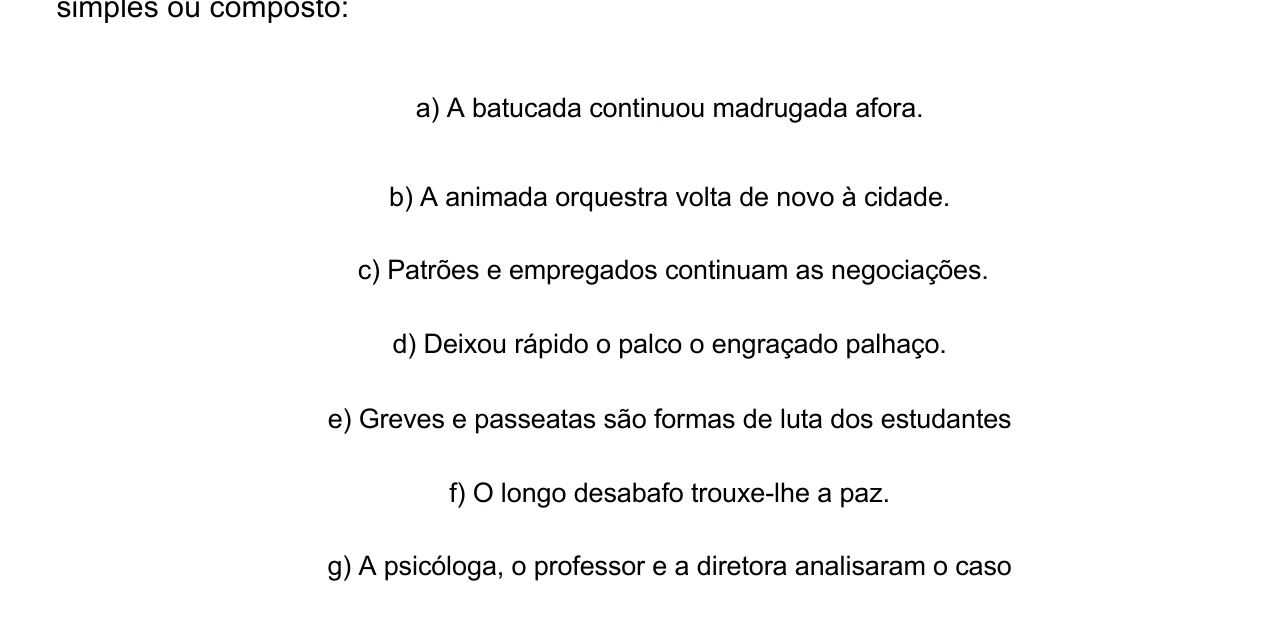 simples ou composto:
a) A batucada continuou madrugada afora.
b) A animada orquestra volta de novo à cidade.
c) Patrões e empregados continuam as negociações.
d) Deixou rápido o palco o engraçado palhaço.
e) Greves e passeatas são formas de luta dos estudantes
f) O longo desabafo trouxe-lhe a paz.
g) A psicóloga, o professor e a diretora analisaram o caso